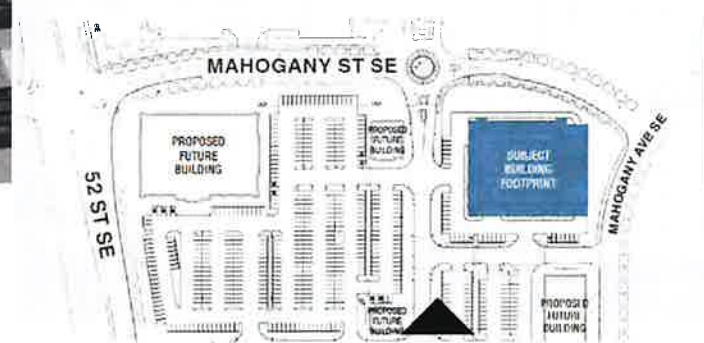 MAHOGANY ST SE
PROPOSED
FUTURE
BUILDING
PROPOSED
FUTURE
BUILDING
SUBJECT
BUILDING
FOOTPRINT
MAHOGANY AVE SE
52 ST SE
PROPOSED
FUTURE
BUILDING
PROPOSED
FUTURE
BUILDING